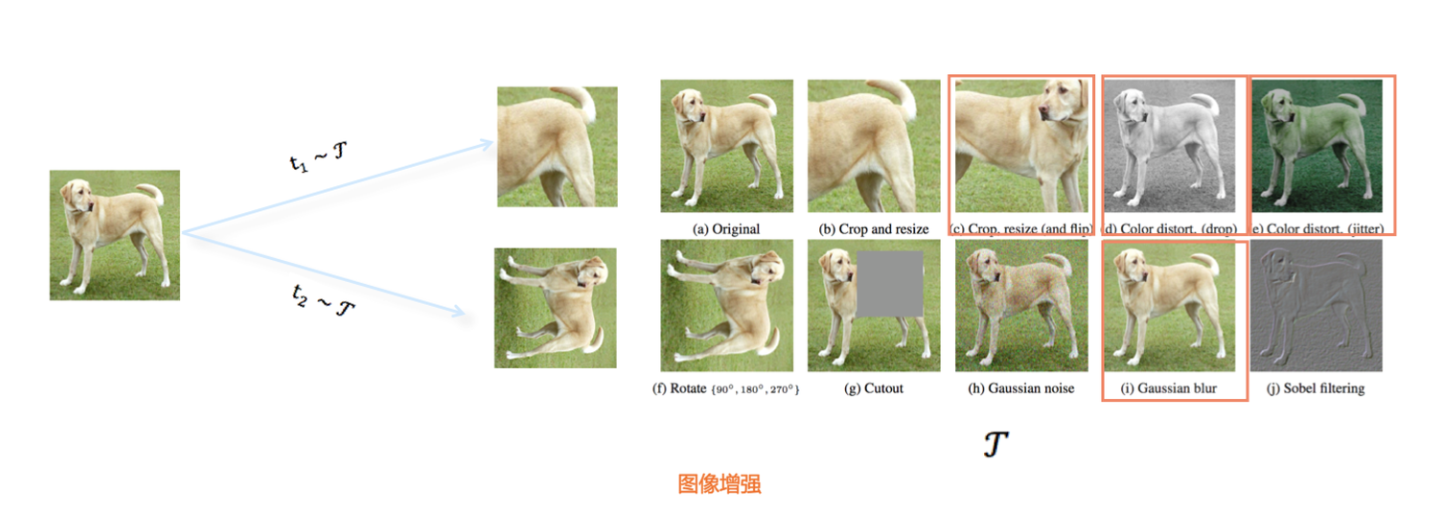 t₁ ~ 𝒯
t₂ ~ 𝒯
(a) Original
(b) Crop and resize
(c) Crop, resize (and flip)
(d) Color distort. (drop)
(e) Color distort. (jitter)
(f) Rotate {90°, 180°, 270°}
(g) Cutout
(h) Gaussian noise
(i) Gaussian blur
(j) Sobel filtering
𝒯
图像增强